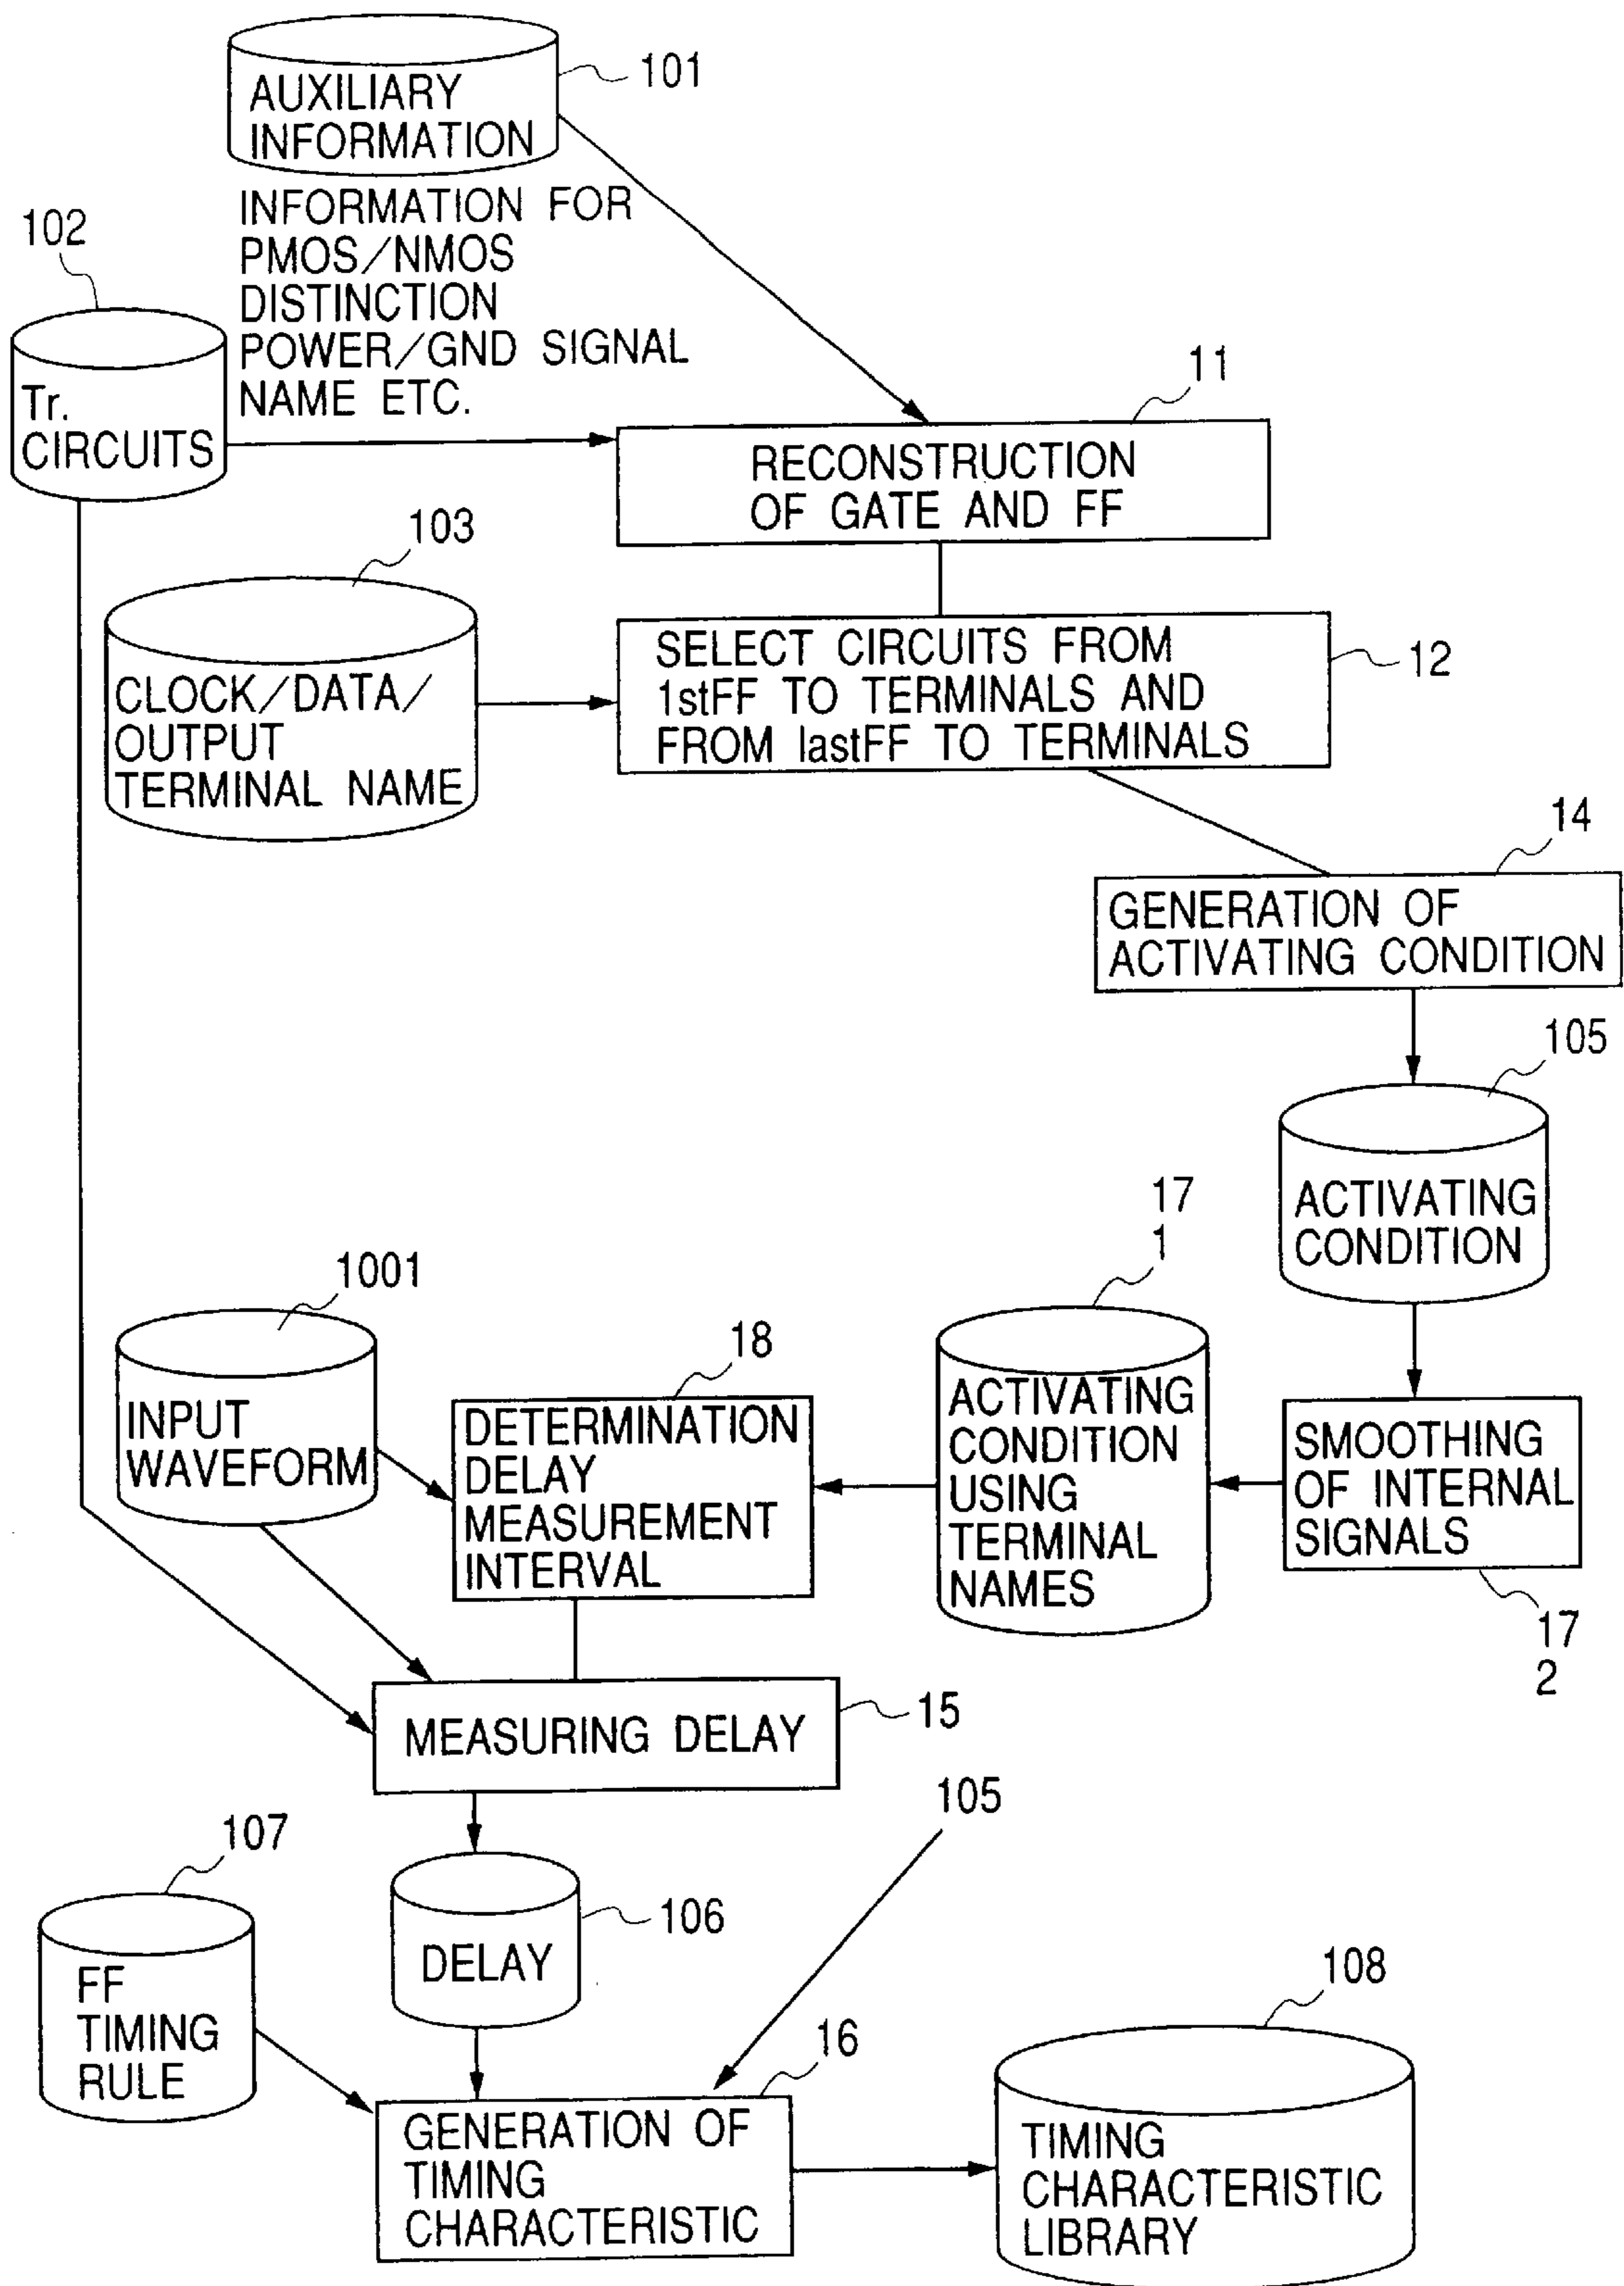 AUXILIARY
INFORMATION
101
INFORMATION FOR
PMOS/NMOS
DISTINCTION
POWER/GND SIGNAL
NAME ETC.
102
Tr.
CIRCUITS
11
RECONSTRUCTION
OF GATE AND FF
103
CLOCK/DATA/
OUTPUT
TERMINAL NAME
SELECT CIRCUITS FROM
1stFF TO TERMINALS AND
FROM lastFF TO TERMINALS
12
14
GENERATION OF
ACTIVATING CONDITION
105
ACTIVATING
CONDITION
17
1
ACTIVATING
CONDITION
USING
TERMINAL
NAMES
SMOOTHING
OF INTERNAL
SIGNALS
17
2
1001
INPUT
WAVEFORM
18
DETERMINATION
DELAY
MEASUREMENT
INTERVAL
MEASURING DELAY
15
105
107
FF
TIMING
RULE
DELAY
106
16
GENERATION OF
TIMING
CHARACTERISTIC
108
TIMING
CHARACTERISTIC
LIBRARY